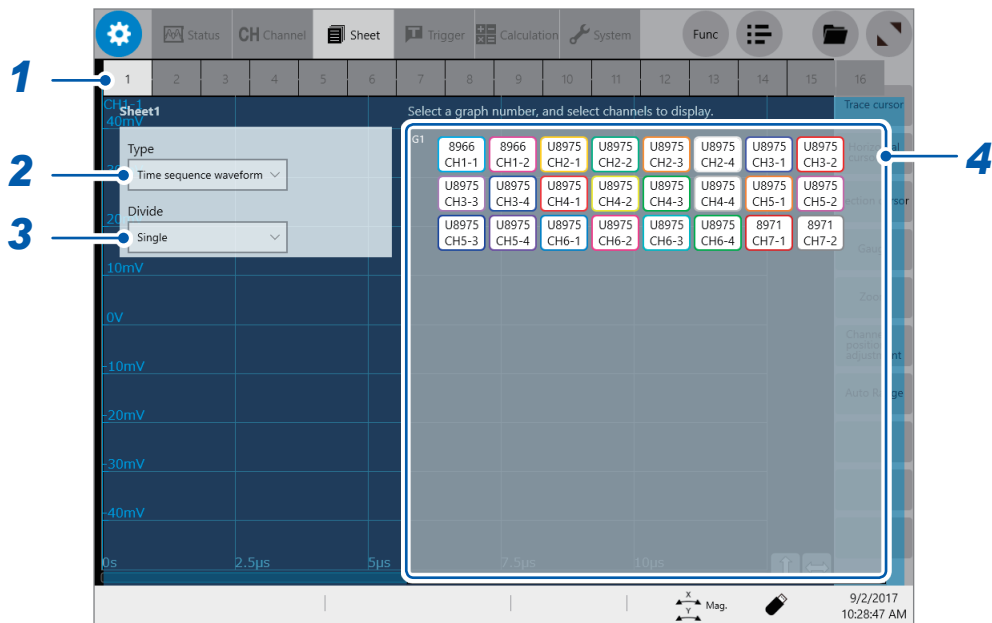 Status CH Channel Sheet Trigger Calculation System Func
1 1 2 3 4 5 6 7 8 9 10 11 12 13 14 15 16
CH1-1
Sheet1
Select a graph number, and select channels to display.
Trace cursor
40mV
G1
8966 8966 U8975 U8975 U8975 U8975 U8975 U8975
CH1-1 CH1-2 CH2-1 CH2-2 CH2-3 CH2-4 CH3-1 CH3-2
U8975 U8975 U8975 U8975 U8975 U8975 U8975 U8975
CH3-3 CH3-4 CH4-1 CH4-2 CH4-3 CH4-4 CH5-1 CH5-2
U8975 U8975 U8975 U8975 U8975 U8975 8971 8971
CH5-3 CH5-4 CH6-1 CH6-2 CH6-3 CH6-4 CH7-1 CH7-2
4
Type
2 Time sequence waveform
Divide
3 Single
10mV
0V
-10mV
-20mV
-30mV
-40mV
0s 2.5µs 5µs 7.5µs 10µs
Auto Range
X
Y
Mag.
9/2/2017
10:28:47 AM